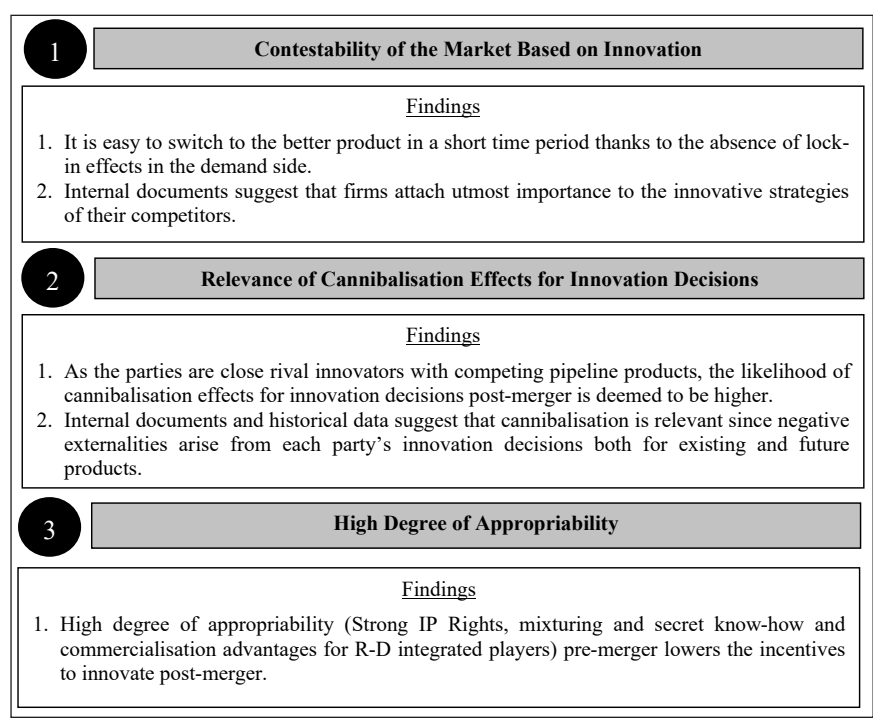 1
Contestability of the Market Based on Innovation
Findings
1. It is easy to switch to the better product in a short time period thanks to the absence of lock-
in effects in the demand side.
2. Internal documents suggest that firms attach utmost importance to the innovative strategies
of their competitors.
2
Relevance of Cannibalisation Effects for Innovation Decisions
Findings
1. As the parties are close rival innovators with competing pipeline products, the likelihood of
cannibalisation effects for innovation decisions post-merger is deemed to be higher.
2. Internal documents and historical data suggest that cannibalisation is relevant since negative
externalities arise from each party’s innovation decisions both for existing and future
products.
3
High Degree of Appropriability
Findings
1. High degree of appropriability (Strong IP Rights, mixturing and secret know-how and
commercialisation advantages for R-D integrated players) pre-merger lowers the incentives
to innovate post-merger.